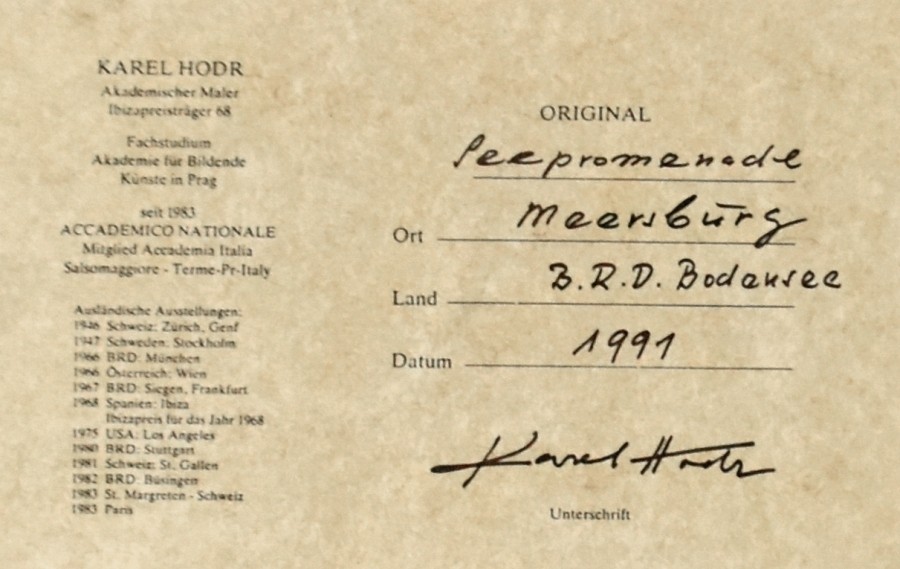 KAREL HODR
Akademischer Maler
Ibizapreisträger 68
Fachstudium
Akademie für Bildende
Künste in Prag
seit 1983
ACCADEMICO NATIONALE
Mitglied Accademia Italia
Salsomaggiore - Terme-Pr-Italy
Ausländische Ausstellungen:
1946 Schweiz: Zürich, Genf
1947 Schweden: Stockholm
1966 BRD: München
1966 Österreich: Wien
1967 BRD: Siegen, Frankfurt
1968 Spanien: Ibiza
Ibizapreis für das Jahr 1968
1975 USA: Los Angeles
1980 BRD: Stuttgart
1981 Schweiz: St. Gallen
1982 BRD: Büsingen
1983 St. Margreten - Schweiz
1983 Paris
ORIGINAL
Seepromenade
Ort Meersburg
Land B.R.D. Bodensee
Datum 1991
Karel Hodr
Unterschrift